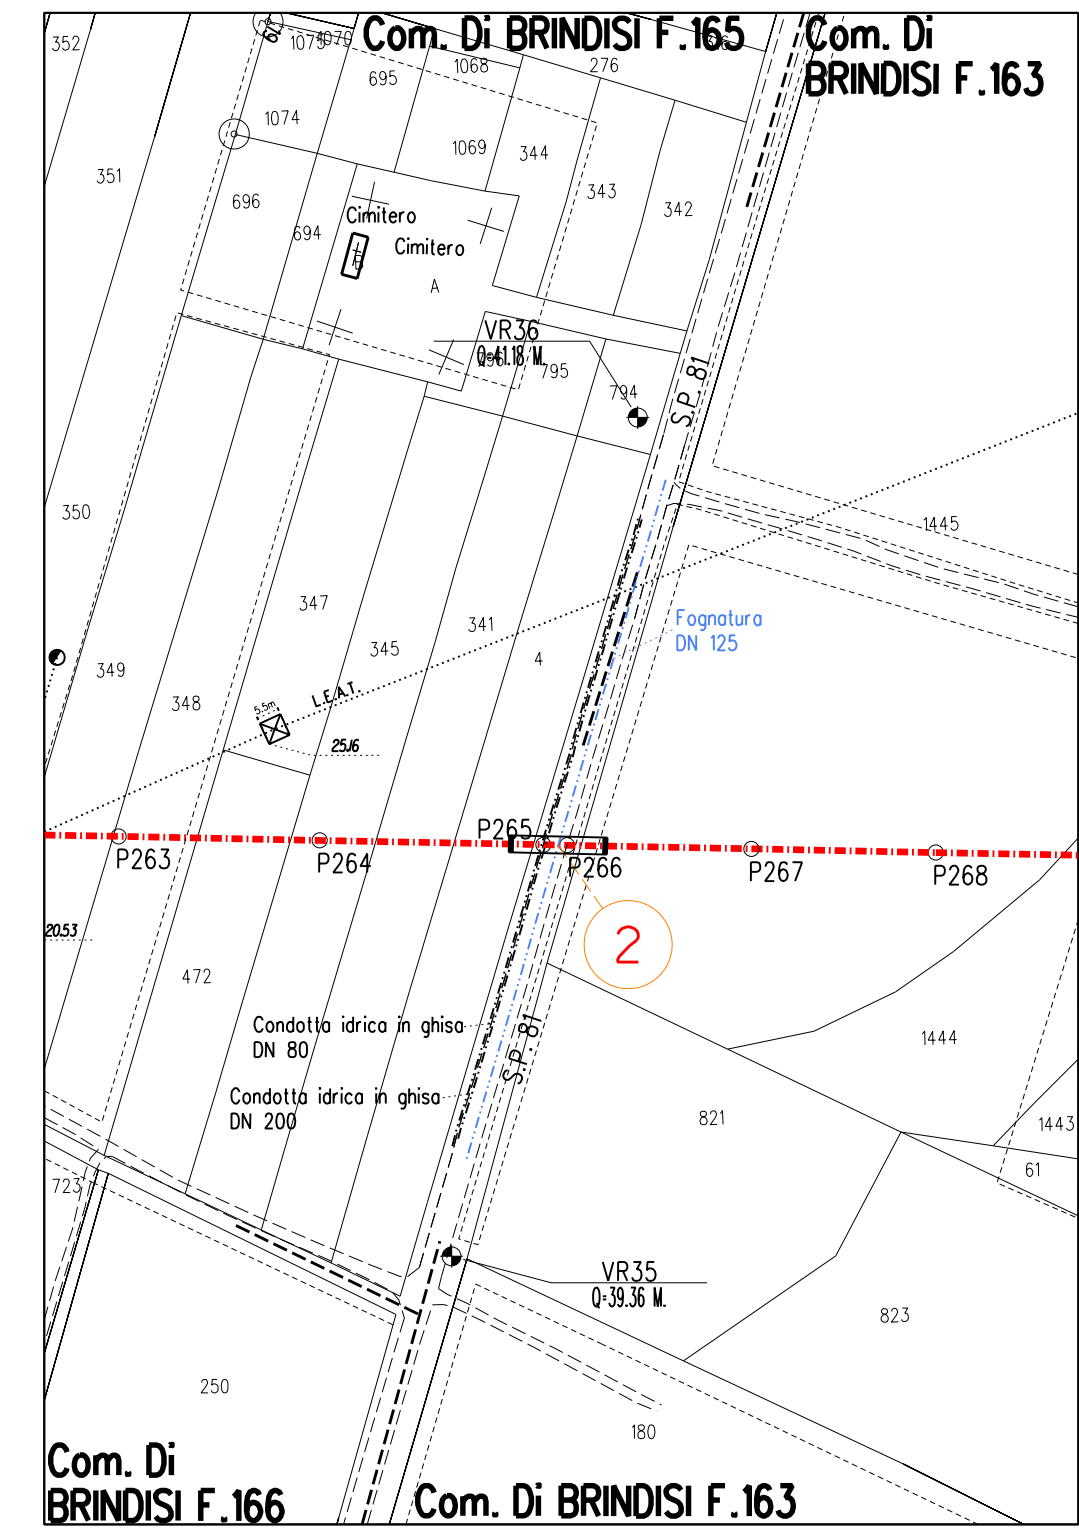 Com. Di BRINDISI F.165
Com. Di
BRINDISI F.163
352
1075
1070
1068
276
695
1074
1069
344
351
343
342
696
694
Cimitero
Cimitero
A
VR36
Q=41.18 M.
795
794
S.P. 81
350
1445
347
341
345
4
Fognatura
DN 125
349
348
5.5m
L.E.A.T.
25.16
P263
P264
P265
P266
P267
P268
2
20.53
472
Condotta idrica in ghisa
DN 80
S.P. 81
1444
Condotta idrica in ghisa
DN 200
821
1443
61
723
VR35
Q=39.36 M.
823
250
180
Com. Di
BRINDISI F.166
Com. Di BRINDISI F.163